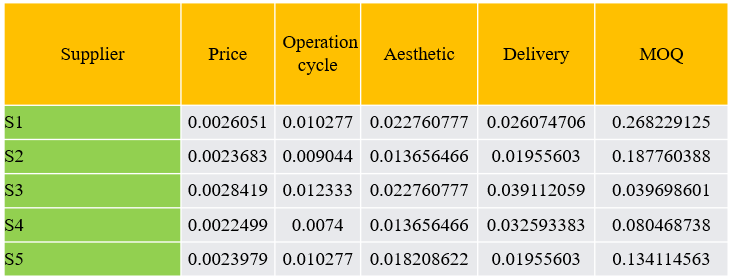 Supplier Price Operation cycle Aesthetic Delivery MOQ
S1 0.0026051 0.010277 0.022760777 0.026074706 0.268229125
S2 0.0023683 0.009044 0.013656466 0.01955603 0.187760388
S3 0.0028419 0.012333 0.022760777 0.039112059 0.039698601
S4 0.0022499 0.0074 0.013656466 0.032593383 0.080468738
S5 0.0023979 0.010277 0.018208622 0.01955603 0.134114563